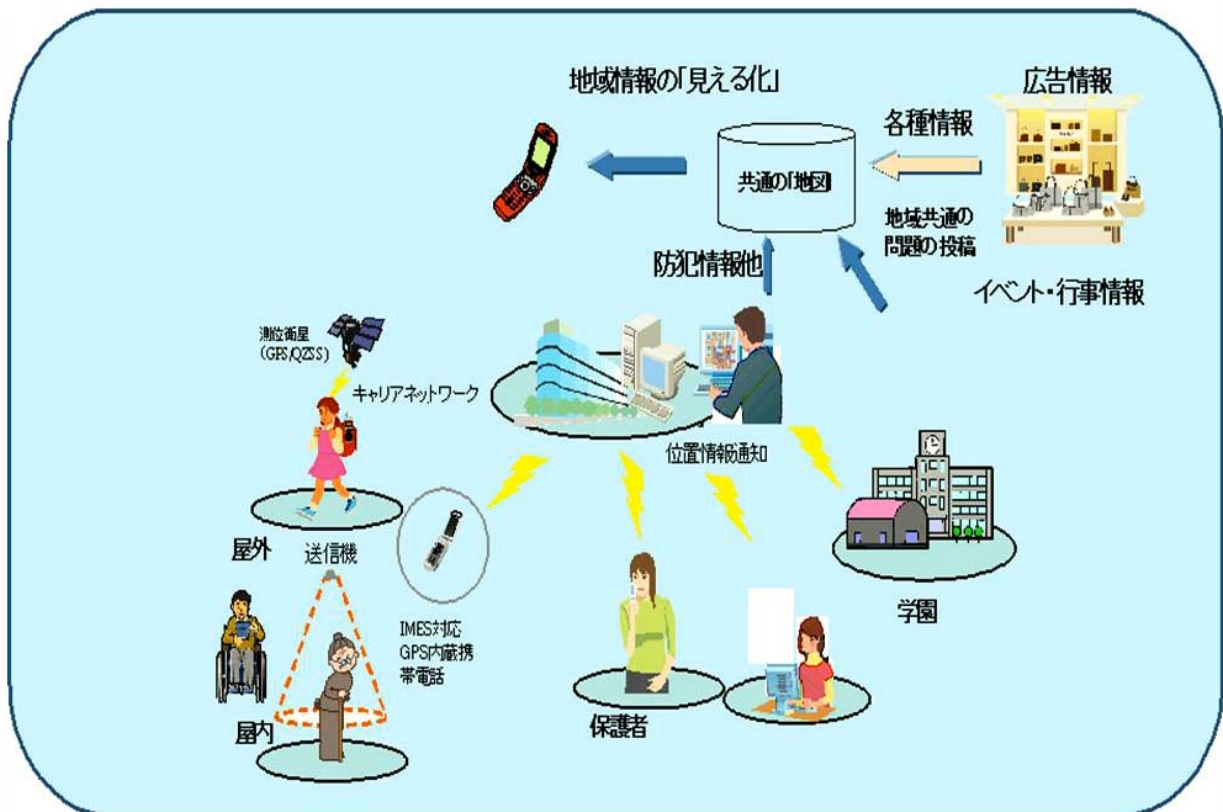 地域情報の「見える化」
広告情報
各種情報
共通の「地図」
地域共通の
問題の投稿
防犯情報他
イベント・行事情報
測位衛星
（GPS/QZSS）
キャリアネットワーク
位置情報通知
屋外
送信機
学園
IMES対応
GPS内蔵携
帯電話
屋内
保護者